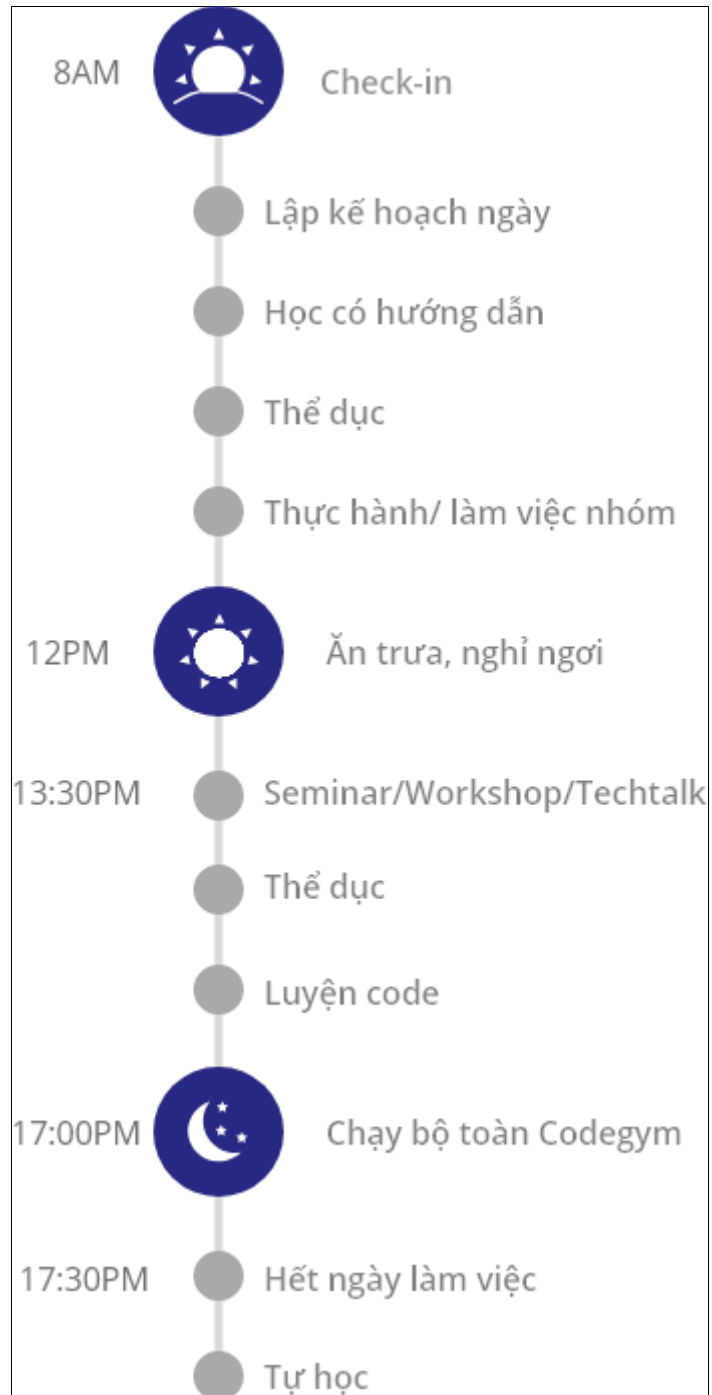 8AM Check-in
Lập kế hoạch ngày
Học có hướng dẫn
Thể dục
Thực hành/ làm việc nhóm
12PM Ăn trưa, nghỉ ngơi
13:30PM Seminar/Workshop/Techtalk
Thể dục
Luyện code
17:00PM Chạy bộ toàn Codegym
17:30PM Hết ngày làm việc
Tự học